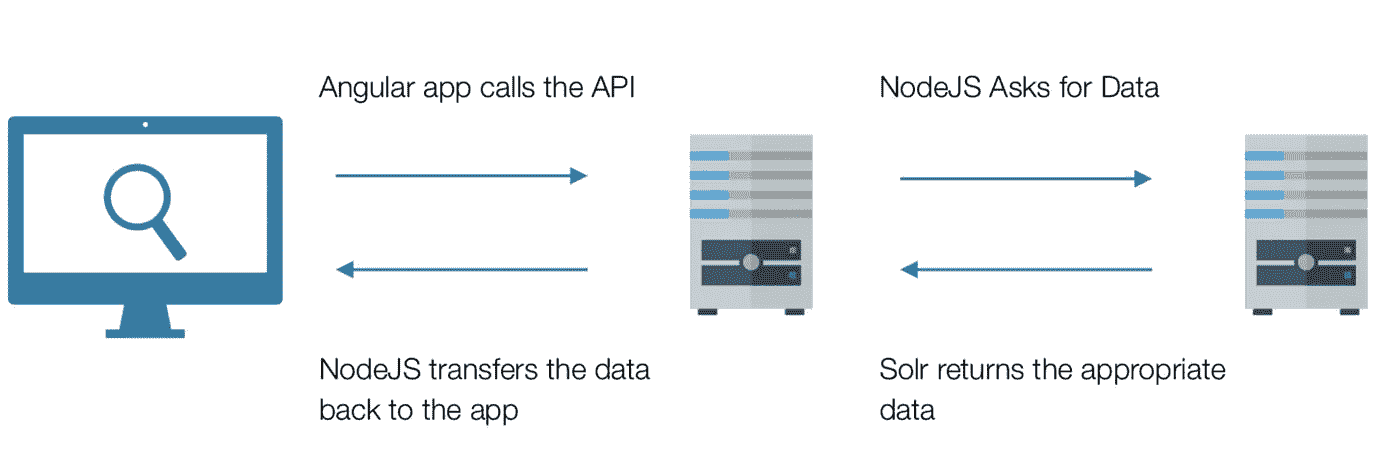 Angular app calls the API
NodeJS Asks for Data
NodeJS transfers the data
back to the app
Solr returns the appropriate
data